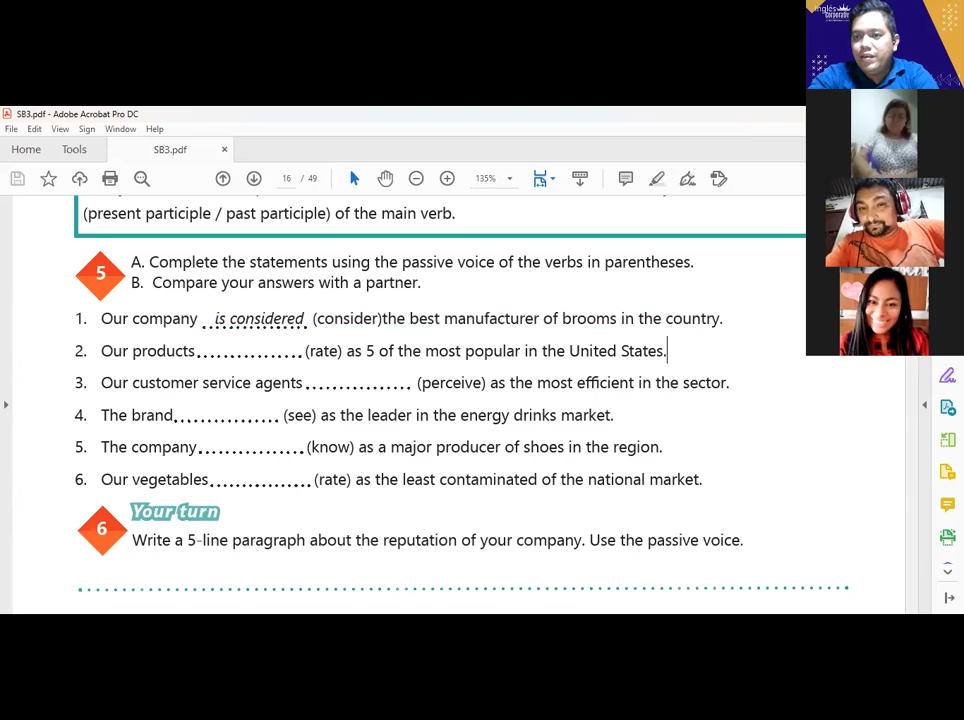 inglés
corporativo
SB3.pdf - Adobe Acrobat Pro DC
File Edit View Sign Window Help
Home Tools SB3.pdf ×
16 / 49 135%
(present participle / past participle) of the main verb.
5 A. Complete the statements using the passive voice of the verbs in parentheses.
B. Compare your answers with a partner.
1. Our company is considered (consider)the best manufacturer of brooms in the country.
2. Our products................ (rate) as 5 of the most popular in the United States.
3. Our customer service agents ................ (perceive) as the most efficient in the sector.
4. The brand................ (see) as the leader in the energy drinks market.
5. The company................ (know) as a major producer of shoes in the region.
6. Our vegetables................ (rate) as the least contaminated of the national market.
Your turn
6 Write a 5-line paragraph about the reputation of your company. Use the passive voice.